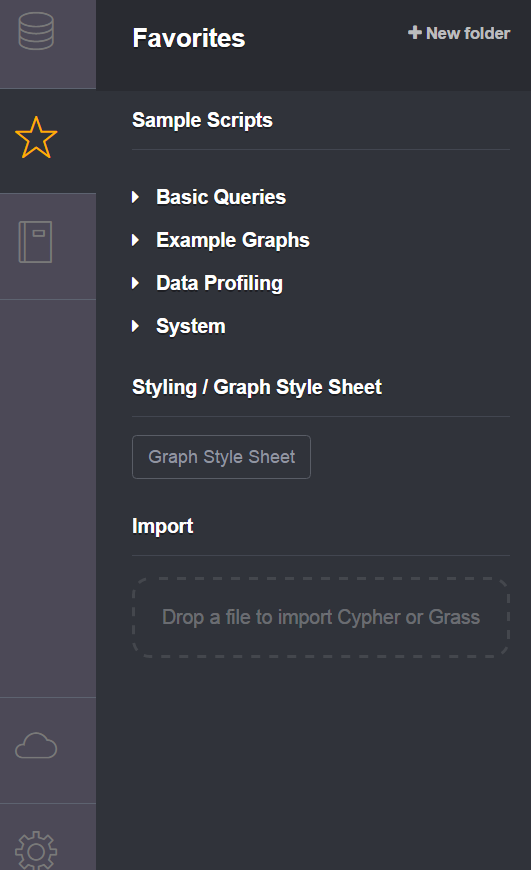 Favorites
New folder
Sample Scripts
Basic Queries
Example Graphs
Data Profiling
System
Styling / Graph Style Sheet
Graph Style Sheet
Import
Drop a file to import Cypher or Grass